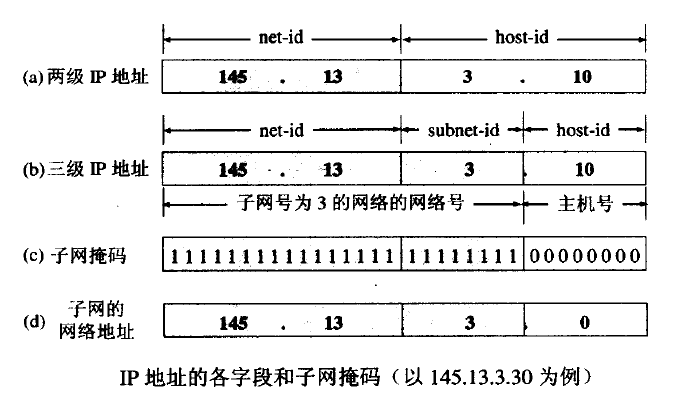 net-id host-id
(a) 两级 IP 地址 145 . 13 3 . 10
net-id subnet-id host-id
(b) 三级 IP 地址 145 . 13 3 . 10
子网号为 3 的网络的网络号 主机号
(c) 子网掩码 1111111111111111 11111111 00000000
(d) 子网的
网络地址 145 . 13 3 . 0
IP 地址的各字段和子网掩码（以 145.13.3.30 为例）